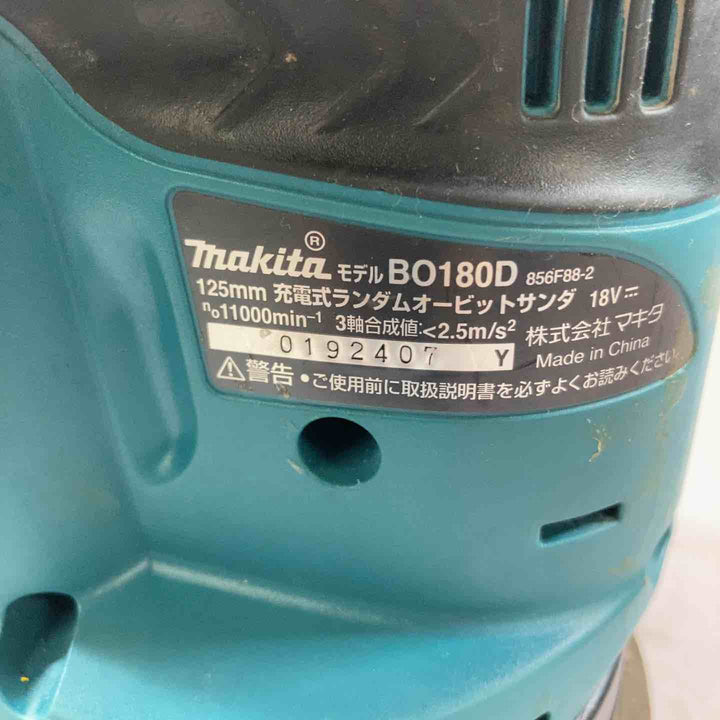 makita® モデル BO180D 856F88-2
125mm 充電式ランダムオービットサンダ 18V⎓
n₀11000min⁻¹ 3軸合成値:<2.5m/s² 株式会社 マキタ
0192407 Y Made in China
⚠警告・ご使用前に取扱説明書を必ずよくお読みください